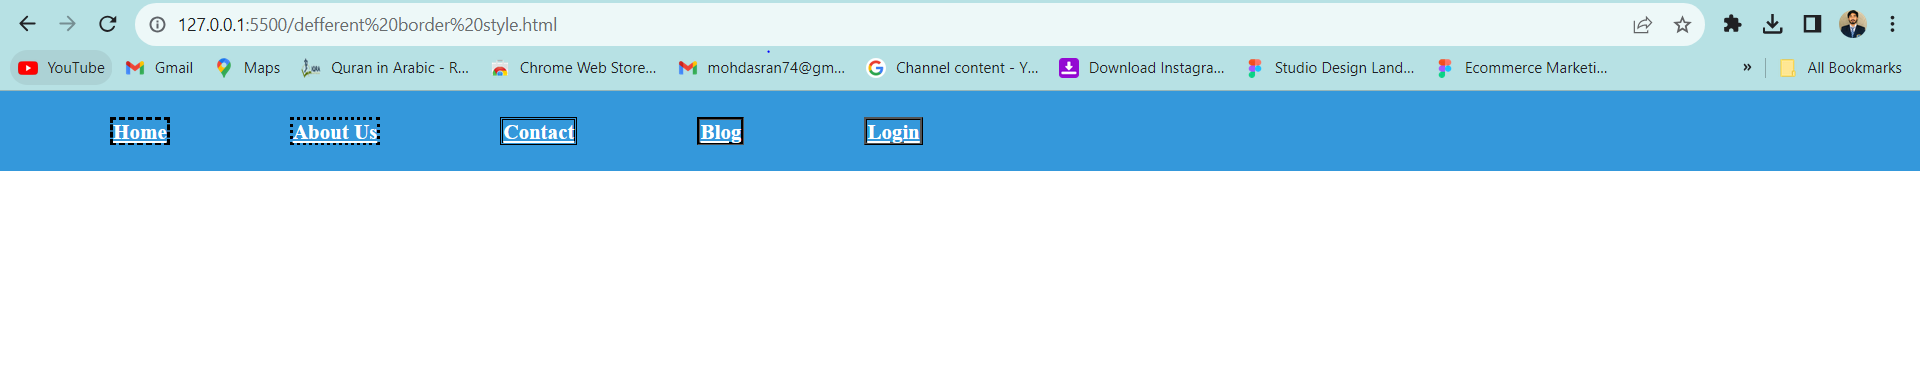 127.0.0.1:5500/defferent%20border%20style.html
YouTube Gmail Maps Quran in Arabic - R... Chrome Web Store... mohdasran74@gm... Channel content - Y... Download Instagra... Studio Design Land... Ecommerce Marketi... » All Bookmarks
Home About Us Contact Blog Login